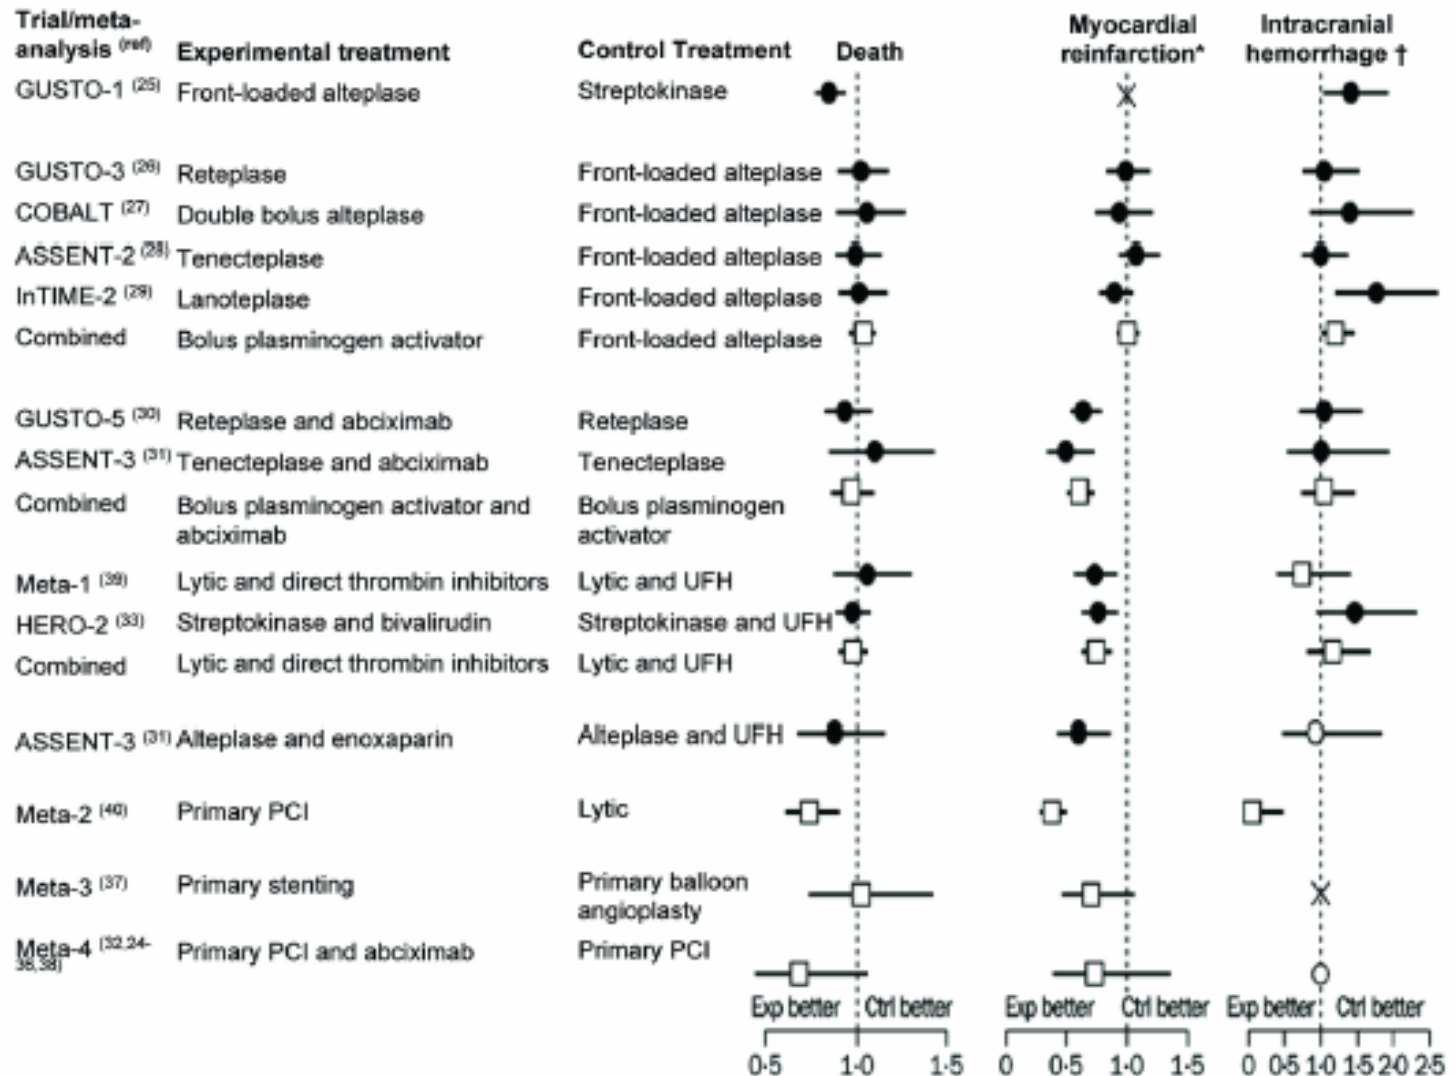 Trial/meta-
analysis (ref) Experimental treatment Control Treatment Death Myocardial reinfarction* Intracranial hemorrhage †
GUSTO-1 (25) Front-loaded alteplase Streptokinase
GUSTO-3 (26) Reteplase Front-loaded alteplase
COBALT (27) Double bolus alteplase Front-loaded alteplase
ASSENT-2 (28) Tenecteplase Front-loaded alteplase
InTIME-2 (29) Lanoteplase Front-loaded alteplase
Combined Bolus plasminogen activator Front-loaded alteplase
GUSTO-5 (30) Reteplase and abciximab Reteplase
ASSENT-3 (31) Tenecteplase and abciximab Tenecteplase
Combined Bolus plasminogen activator and Bolus plasminogen
abciximab activator
Meta-1 (39) Lytic and direct thrombin inhibitors Lytic and UFH
HERO-2 (33) Streptokinase and bivalirudin Streptokinase and UFH
Combined Lytic and direct thrombin inhibitors Lytic and UFH
ASSENT-3 (31) Alteplase and enoxaparin Alteplase and UFH
Meta-2 (40) Primary PCI Lytic
Meta-3 (37) Primary stenting Primary balloon
angioplasty
Meta-4 (32,24- Primary PCI and abciximab Primary PCI
36,38)
Exp better Ctrl better Exp better Ctrl better Exp better Ctrl better
0·5 1·0 1·5 0 0·5 1·0 1·5 0 0·5 1·0 1·5 2·0 2·5